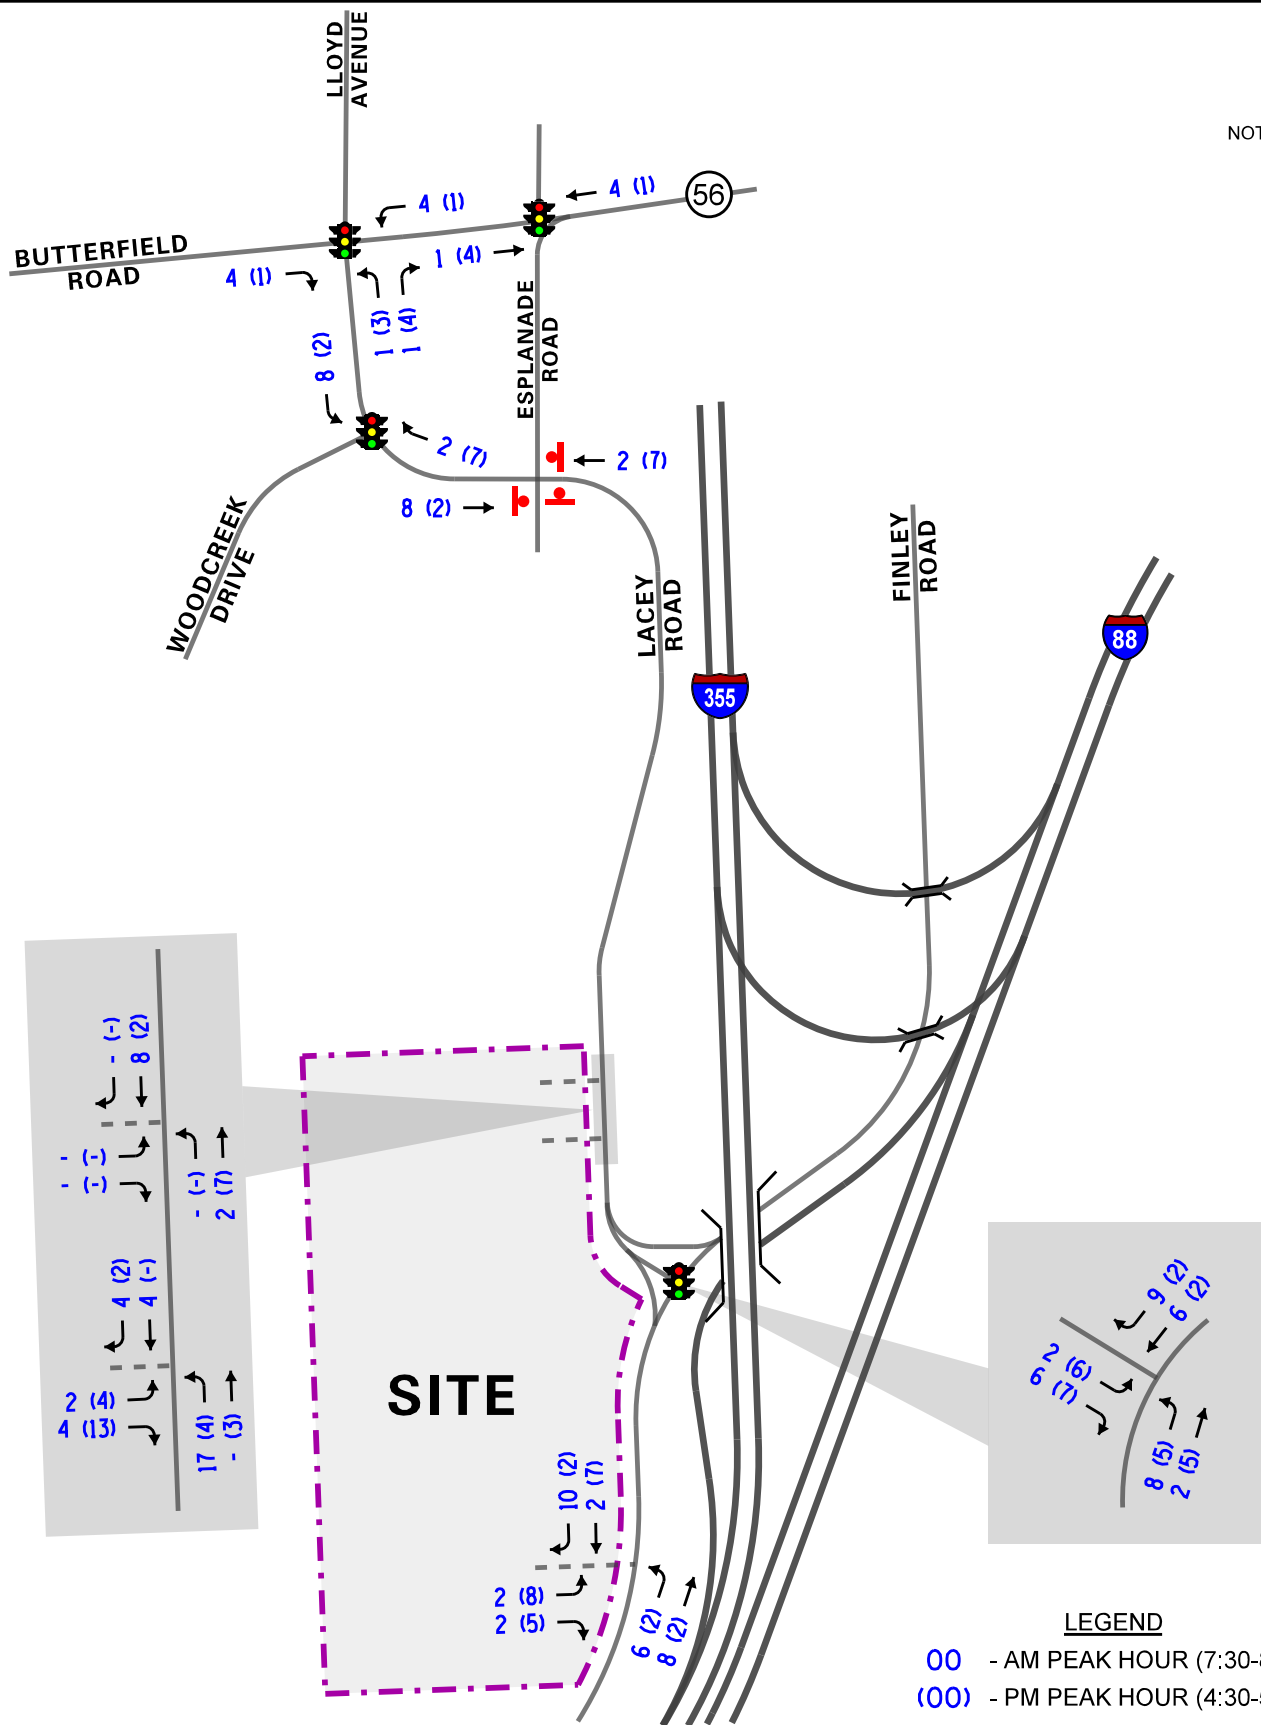 LLOYD
AVENUE
NOT
4 (1)
4 (1)
56
BUTTERFIELD
ROAD
4 (1)
1 (4)
1 (3)
1 (4)
8 (2)
ESPLANADE
ROAD
2 (7)
2 (7)
8 (2)
WOODCREEK
DRIVE
LACEY
ROAD
FINLEY
ROAD
88
355
- (-)
8 (2)
- (-)
- (-)
- (-)
2 (7)
4 (2)
4 (-)
2 (4)
4 (13)
17 (4)
- (3)
SITE
9 (2)
6 (2)
2 (6)
6 (7)
8 (5)
2 (5)
10 (2)
2 (7)
2 (8)
2 (5)
6 (2)
8 (2)
LEGEND
00 - AM PEAK HOUR (7:30-
(00) - PM PEAK HOUR (4:30-